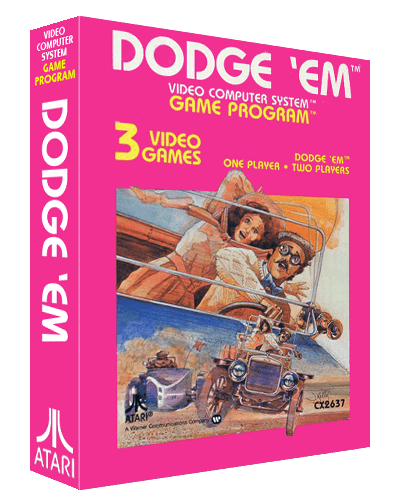 VIDEO
COMPUTER
SYSTEM
GAME
PROGRAM
DODGE 'EM
ATARI
DODGE 'EM™
VIDEO COMPUTER SYSTEM™
GAME PROGRAM™
3 VIDEO
GAMES
DODGE 'EM™
ONE PLAYER • TWO PLAYERS
ATARI®
A Warner Communications Company
CX2637